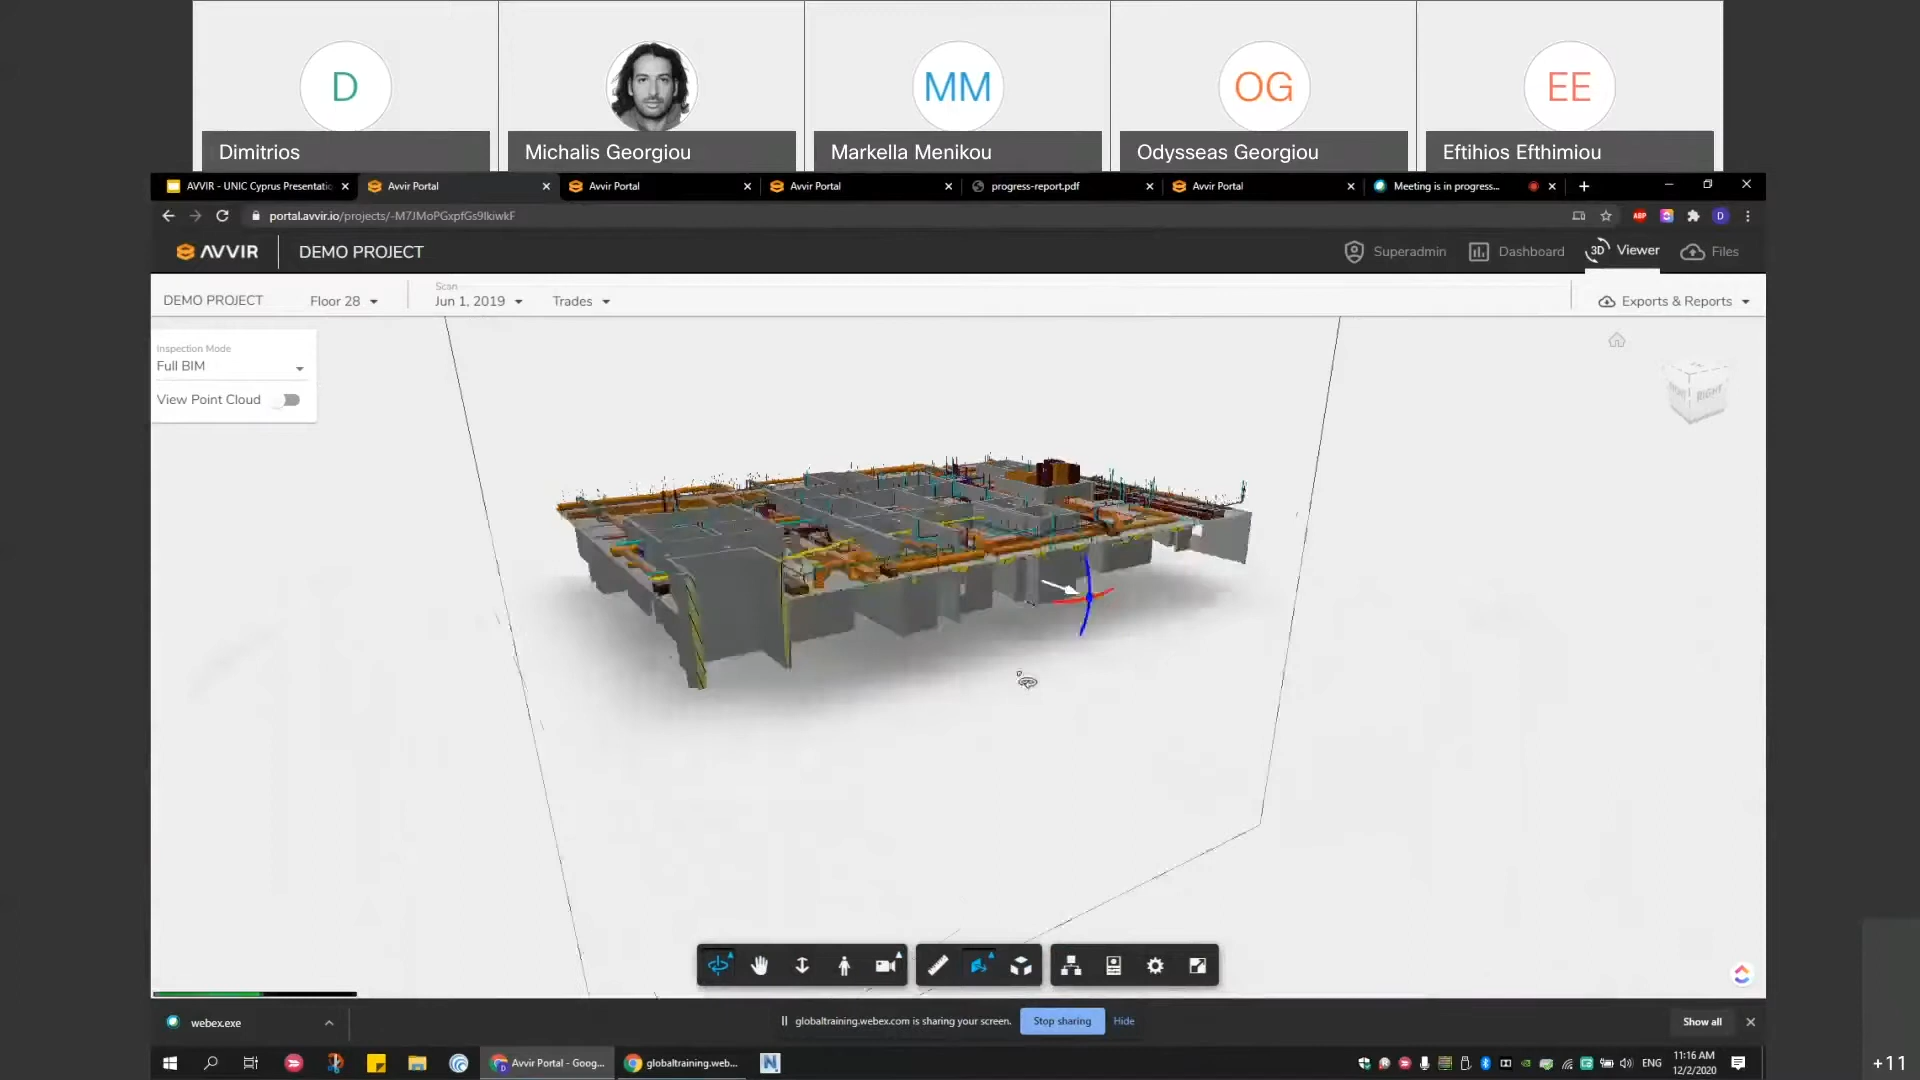 D
MM
OG
EE
Dimitrios
Michalis Georgiou
Markella Menikou
Odysseas Georgiou
Eftihios Efthimiou
AVVIR - UNIC Cyprus Presentatic
Avvir Portal
Avvir Portal
Avvir Portal
progress-report.pdf
Avvir Portal
Meeting is in progress...
portal.avvir.io/projects/-M7JMoPGxpfGs9lkiwkF
ABP
D
AVVIR
DEMO PROJECT
Superadmin
Dashboard
3D
Viewer
Files
DEMO PROJECT
Floor 28
Scan
Jun 1, 2019
Trades
Exports & Reports
Inspection Mode
Full BIM
View Point Cloud
RIGHT
webex.exe
globaltraining.webex.com is sharing your screen.
Stop sharing
Hide
Show all
Avvir Portal - Goog...
globaltraining.web...
N
ENG
11:16 AM
12/2/2020
+11